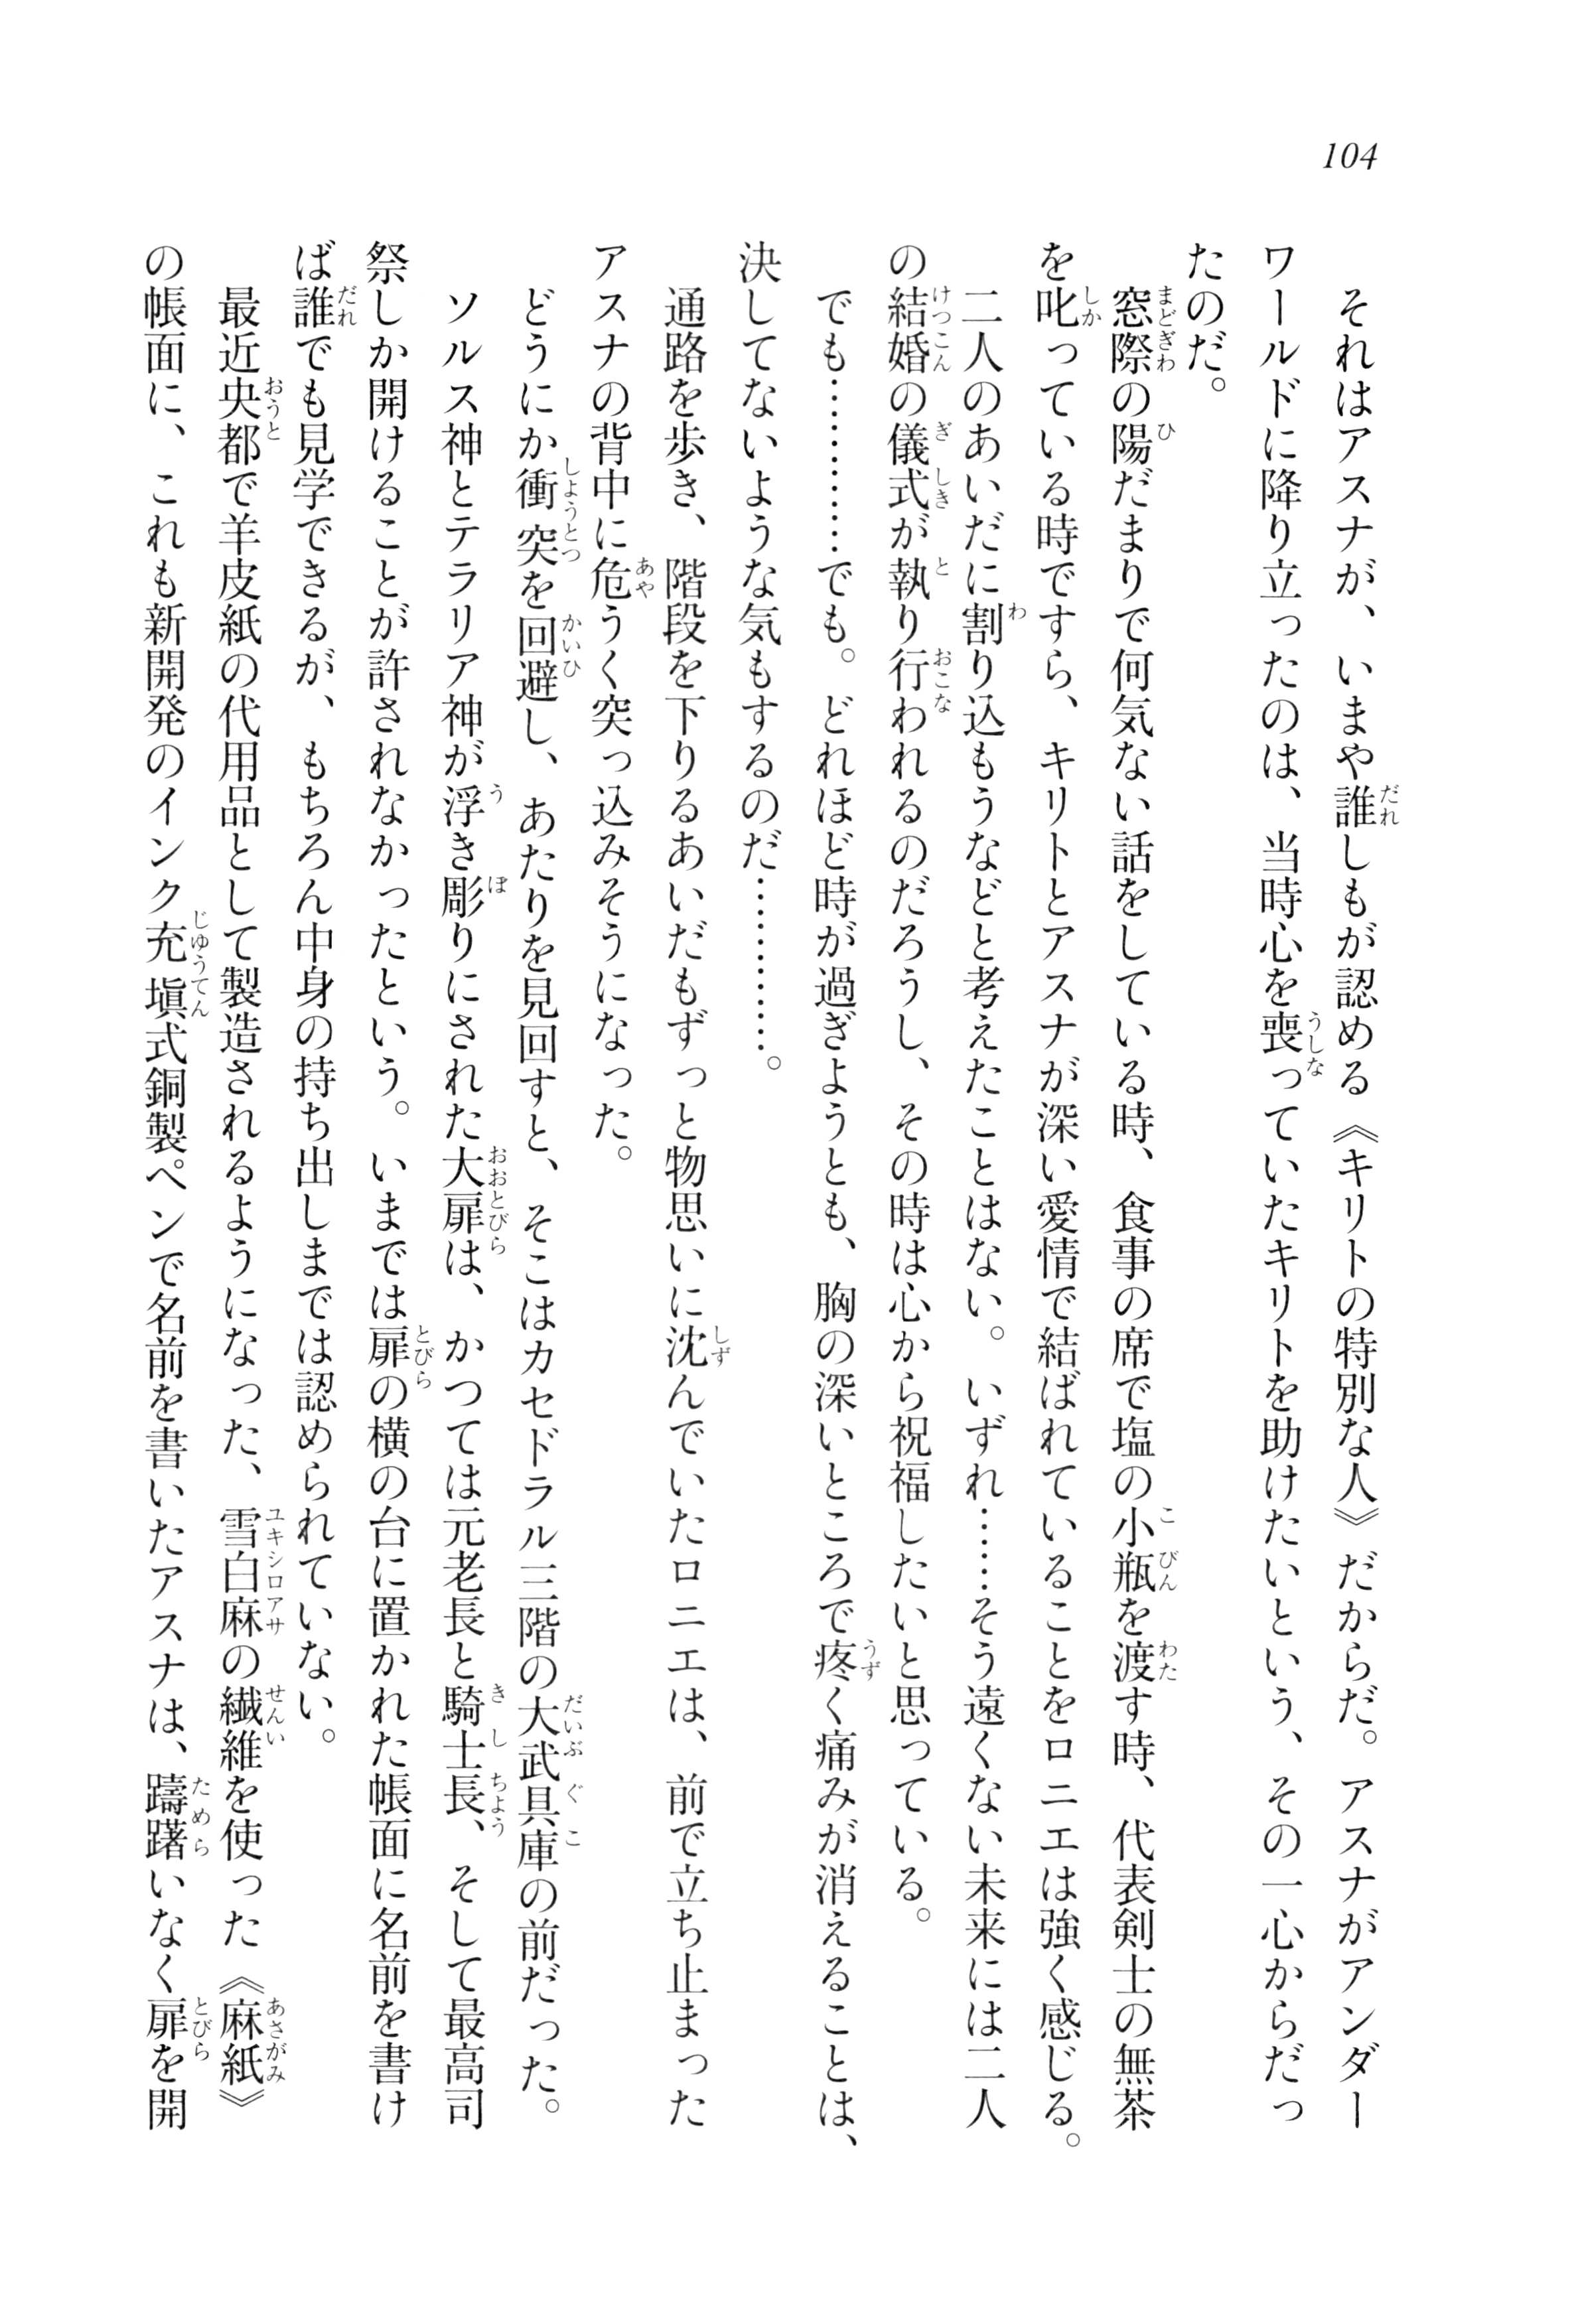 104
　それはアスナが、いまや誰しもが認める《キリトの特別な人》だからだ。アスナがアンダー
ワールドに降り立ったのは、当時心を喪っていたキリトを助けたいという、その一心からだっ
たのだ。
　窓際の陽だまりで何気ない話をしている時、食事の席で塩の小瓶を渡す時、代表剣士の無茶
を叱っている時ですら、キリトとアスナが深い愛情で結ばれていることをロニエは強く感じる。
二人のあいだに割り込もうなどと考えたことはない。いずれ……そう遠くない未来には二人
の結婚の儀式が執り行われるのだろうし、その時は心から祝福したいと思っている。
　でも…………でも。どれほど時が過ぎようとも、胸の深いところで疼く痛みが消えることは、
決してないような気もするのだ…………。
　通路を歩き、階段を下りるあいだもずっと物思いに沈んでいたロニエは、前で立ち止まった
アスナの背中に危うく突っ込みそうになった。
　どうにか衝突を回避し、あたりを見回すと、そこはカセドラル三階の大武具庫の前だった。
　ソルス神とテラリア神が浮き彫りにされた大扉は、かつては元老長と騎士長、そして最高司
祭しか開けることが許されなかったという。いまでは扉の横の台に置かれた帳面に名前を書け
ば誰でも見学できるが、もちろん中身の持ち出しまでは認められていない。
　最近央都で羊皮紙の代用品として製造されるようになった、雪白麻の繊維を使った《麻紙》
の帳面に、これも新開発のインク充塡式銅製ペンで名前を書いたアスナは、躊躇いなく扉を開